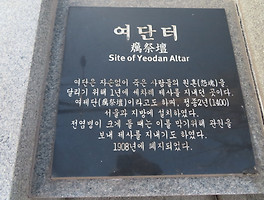 여단터
厲祭壇
Site of Yeodan Altar
여단은 자손없이 죽은 사람들의 원혼(怨魂)을
달리기 위해 1년에 세차례 제사를 지내던 곳이다.
여제단(厲祭壇)이라고도 하며, 정종2년(1400)
서울과 지방에 설치하였다.
전염병이 크게 돌 때는 이를 막기위해 관원을
보내 제사를 지내기도 하였다.
1908년에 폐지되었다.